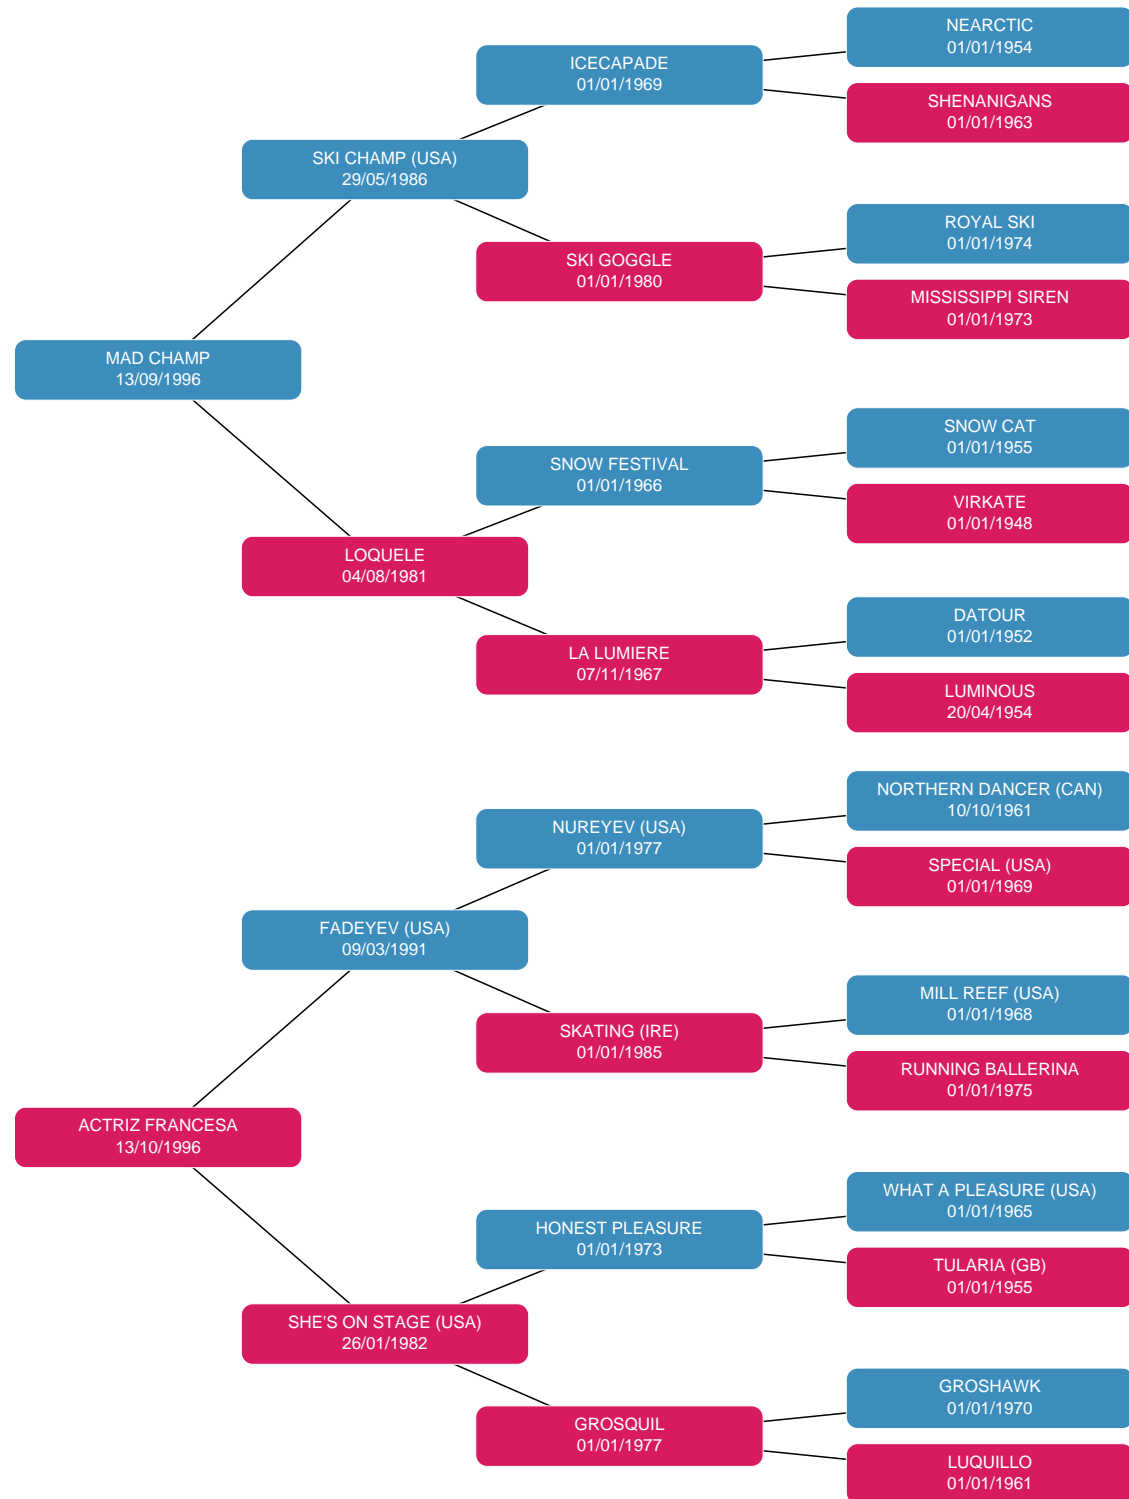 NEARCTIC
01/01/1954
ICECAPADE
01/01/1969
SHENANIGANS
01/01/1963
SKI CHAMP (USA)
29/05/1986
ROYAL SKI
01/01/1974
SKI GOGGLE
01/01/1980
MISSISSIPPI SIREN
01/01/1973
MAD CHAMP
13/09/1996
SNOW CAT
01/01/1955
SNOW FESTIVAL
01/01/1966
VIRKATE
01/01/1948
LOQUELE
04/08/1981
DATOUR
01/01/1952
LA LUMIERE
07/11/1967
LUMINOUS
20/04/1954
NORTHERN DANCER (CAN)
10/10/1961
NUREYEV (USA)
01/01/1977
SPECIAL (USA)
01/01/1969
FADEYEV (USA)
09/03/1991
MILL REEF (USA)
01/01/1968
SKATING (IRE)
01/01/1985
RUNNING BALLERINA
01/01/1975
ACTRIZ FRANCESA
13/10/1996
WHAT A PLEASURE (USA)
01/01/1965
HONEST PLEASURE
01/01/1973
TULARIA (GB)
01/01/1955
SHE'S ON STAGE (USA)
26/01/1982
GROSHAWK
01/01/1970
GROSQUIL
01/01/1977
LUQUILLO
01/01/1961